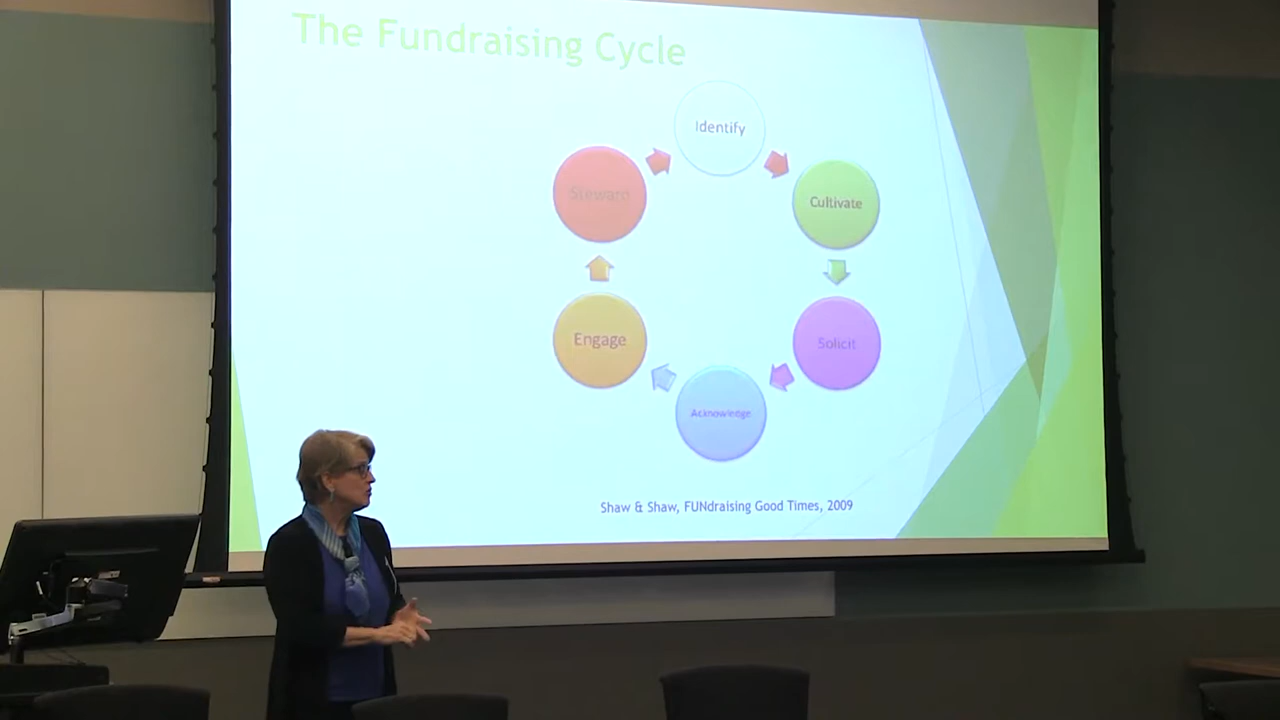 The Fundraising Cycle
Identify
Cultivate
Solicit
Acknowledge
Engage
Steward
Shaw & Shaw, FUNdraising Good Times, 2009